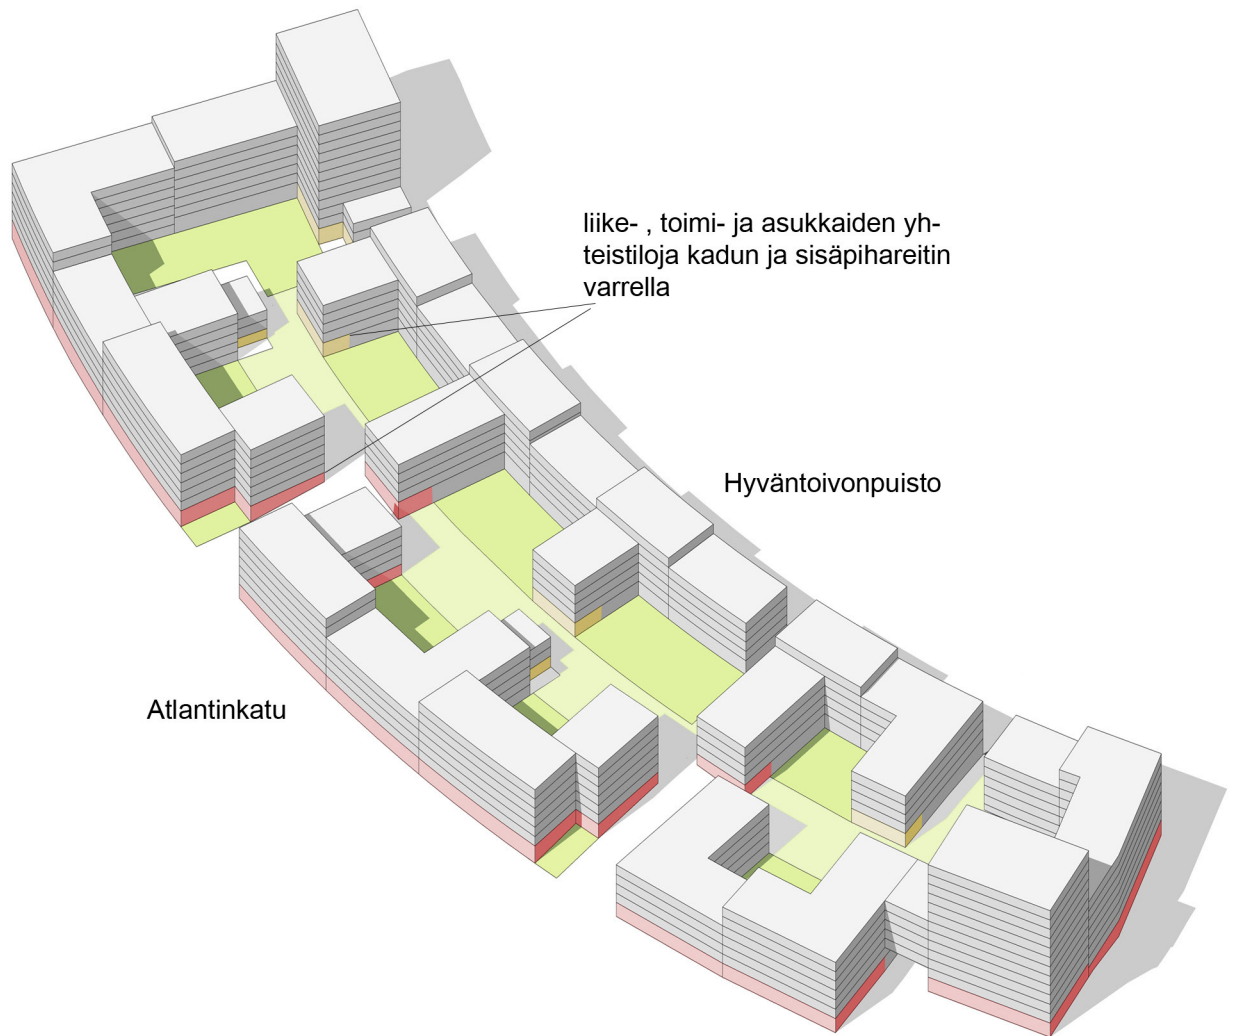 liike- , toimi- ja asukkaiden yh-
teistiloja kadun ja sisäpihareitin
varrella
Hyväntoivonpuisto
Atlantinkatu